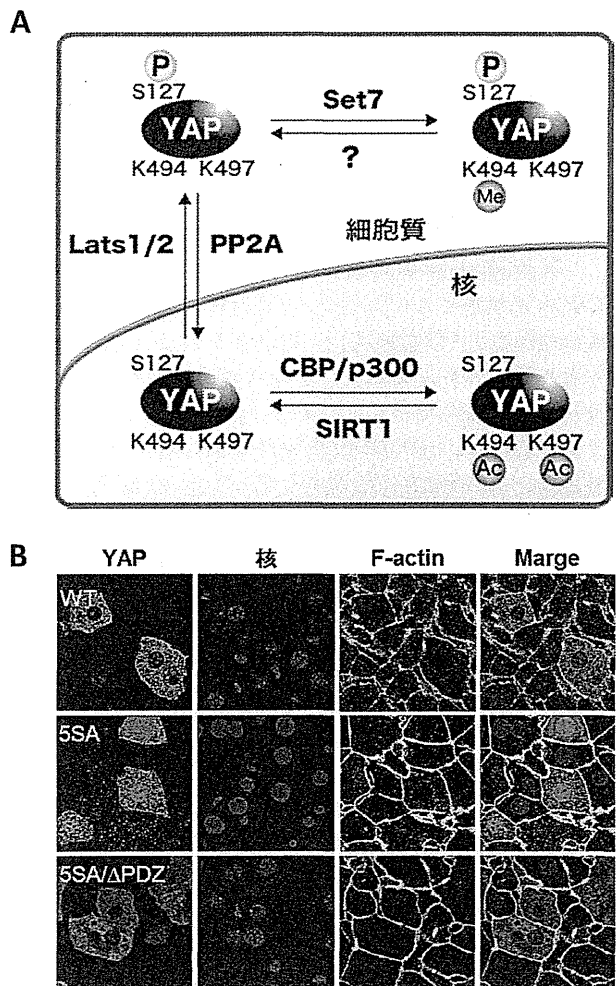 A
P
S127
YAP
K494 K497
Set7
?
P
S127
YAP
K494 K497
Me
Lats1/2
PP2A
細胞質
核
S127
YAP
K494 K497
CBP/p300
SIRT1
S127
YAP
K494 K497
Ac Ac
B
YAP 核 F-actin Marge
WT
5SA
5SA/ΔPDZ